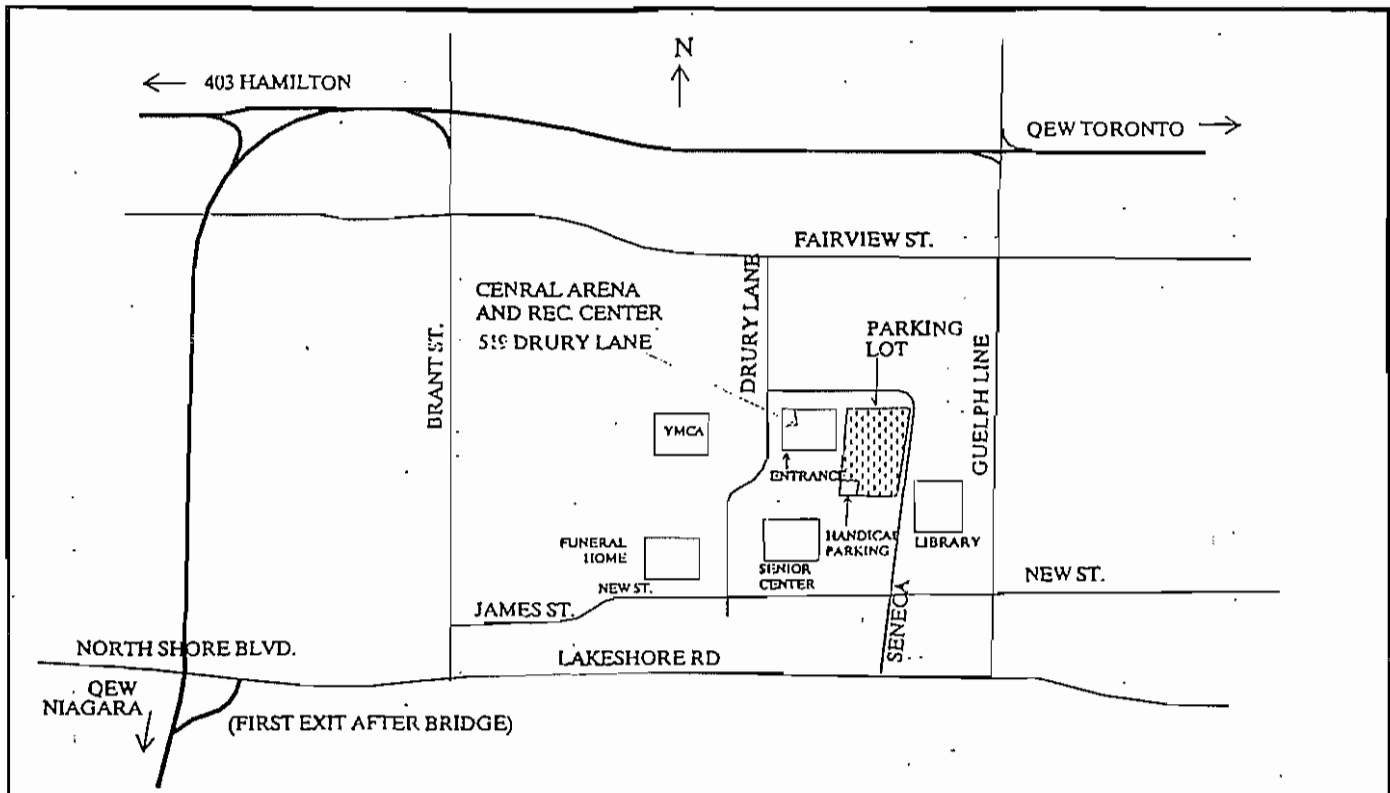 N
403 HAMILTON
QEW TORONTO
FAIRVIEW ST.
CENRAL ARENA
AND REC. CENTER
519 DRURY LANE
BRANT ST.
DRURY LANE
PARKING
LOT
GUELPH LINE
YMCA
ENTRANCE
HANDICAP
PARKING
LIBRARY
FUNERAL
HOME
SENIOR
CENTER
NEW ST.
NEW ST.
JAMES ST.
SENECA
NORTH SHORE BLVD.
LAKESHORE RD
QEW
NIAGARA
(FIRST EXIT AFTER BRIDGE)